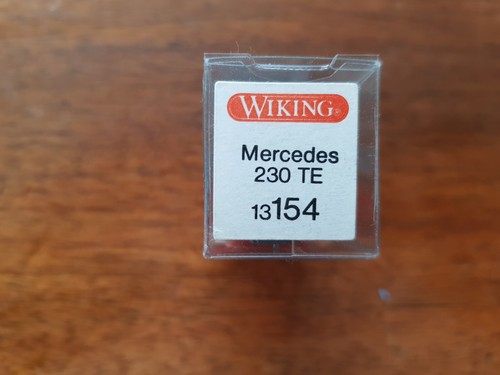 WIKING®
Mercedes
230 TE
13154